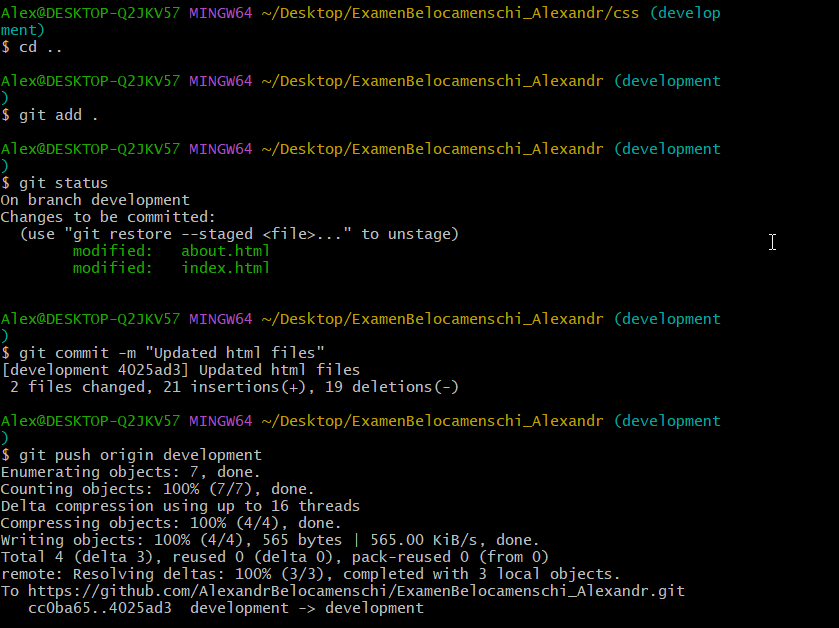 Alex@DESKTOP-Q2JKV57 MINGW64 ~/Desktop/ExamenBelocamenschi_Alexandr/css (develop
ment)
$ cd ..
Alex@DESKTOP-Q2JKV57 MINGW64 ~/Desktop/ExamenBelocamenschi_Alexandr (development
)
$ git add .
Alex@DESKTOP-Q2JKV57 MINGW64 ~/Desktop/ExamenBelocamenschi_Alexandr (development
)
$ git status
On branch development
Changes to be committed:
  (use "git restore --staged <file>..." to unstage)
        modified:   about.html
        modified:   index.html
Alex@DESKTOP-Q2JKV57 MINGW64 ~/Desktop/ExamenBelocamenschi_Alexandr (development
)
$ git commit -m "Updated html files"
[development 4025ad3] Updated html files
 2 files changed, 21 insertions(+), 19 deletions(-)
Alex@DESKTOP-Q2JKV57 MINGW64 ~/Desktop/ExamenBelocamenschi_Alexandr (development
)
$ git push origin development
Enumerating objects: 7, done.
Counting objects: 100% (7/7), done.
Delta compression using up to 16 threads
Compressing objects: 100% (4/4), done.
Writing objects: 100% (4/4), 565 bytes | 565.00 KiB/s, done.
Total 4 (delta 3), reused 0 (delta 0), pack-reused 0 (from 0)
remote: Resolving deltas: 100% (3/3), completed with 3 local objects.
To https://github.com/AlexandrBelocamenschi/ExamenBelocamenschi_Alexandr.git
   cc0ba65..4025ad3  development -> development